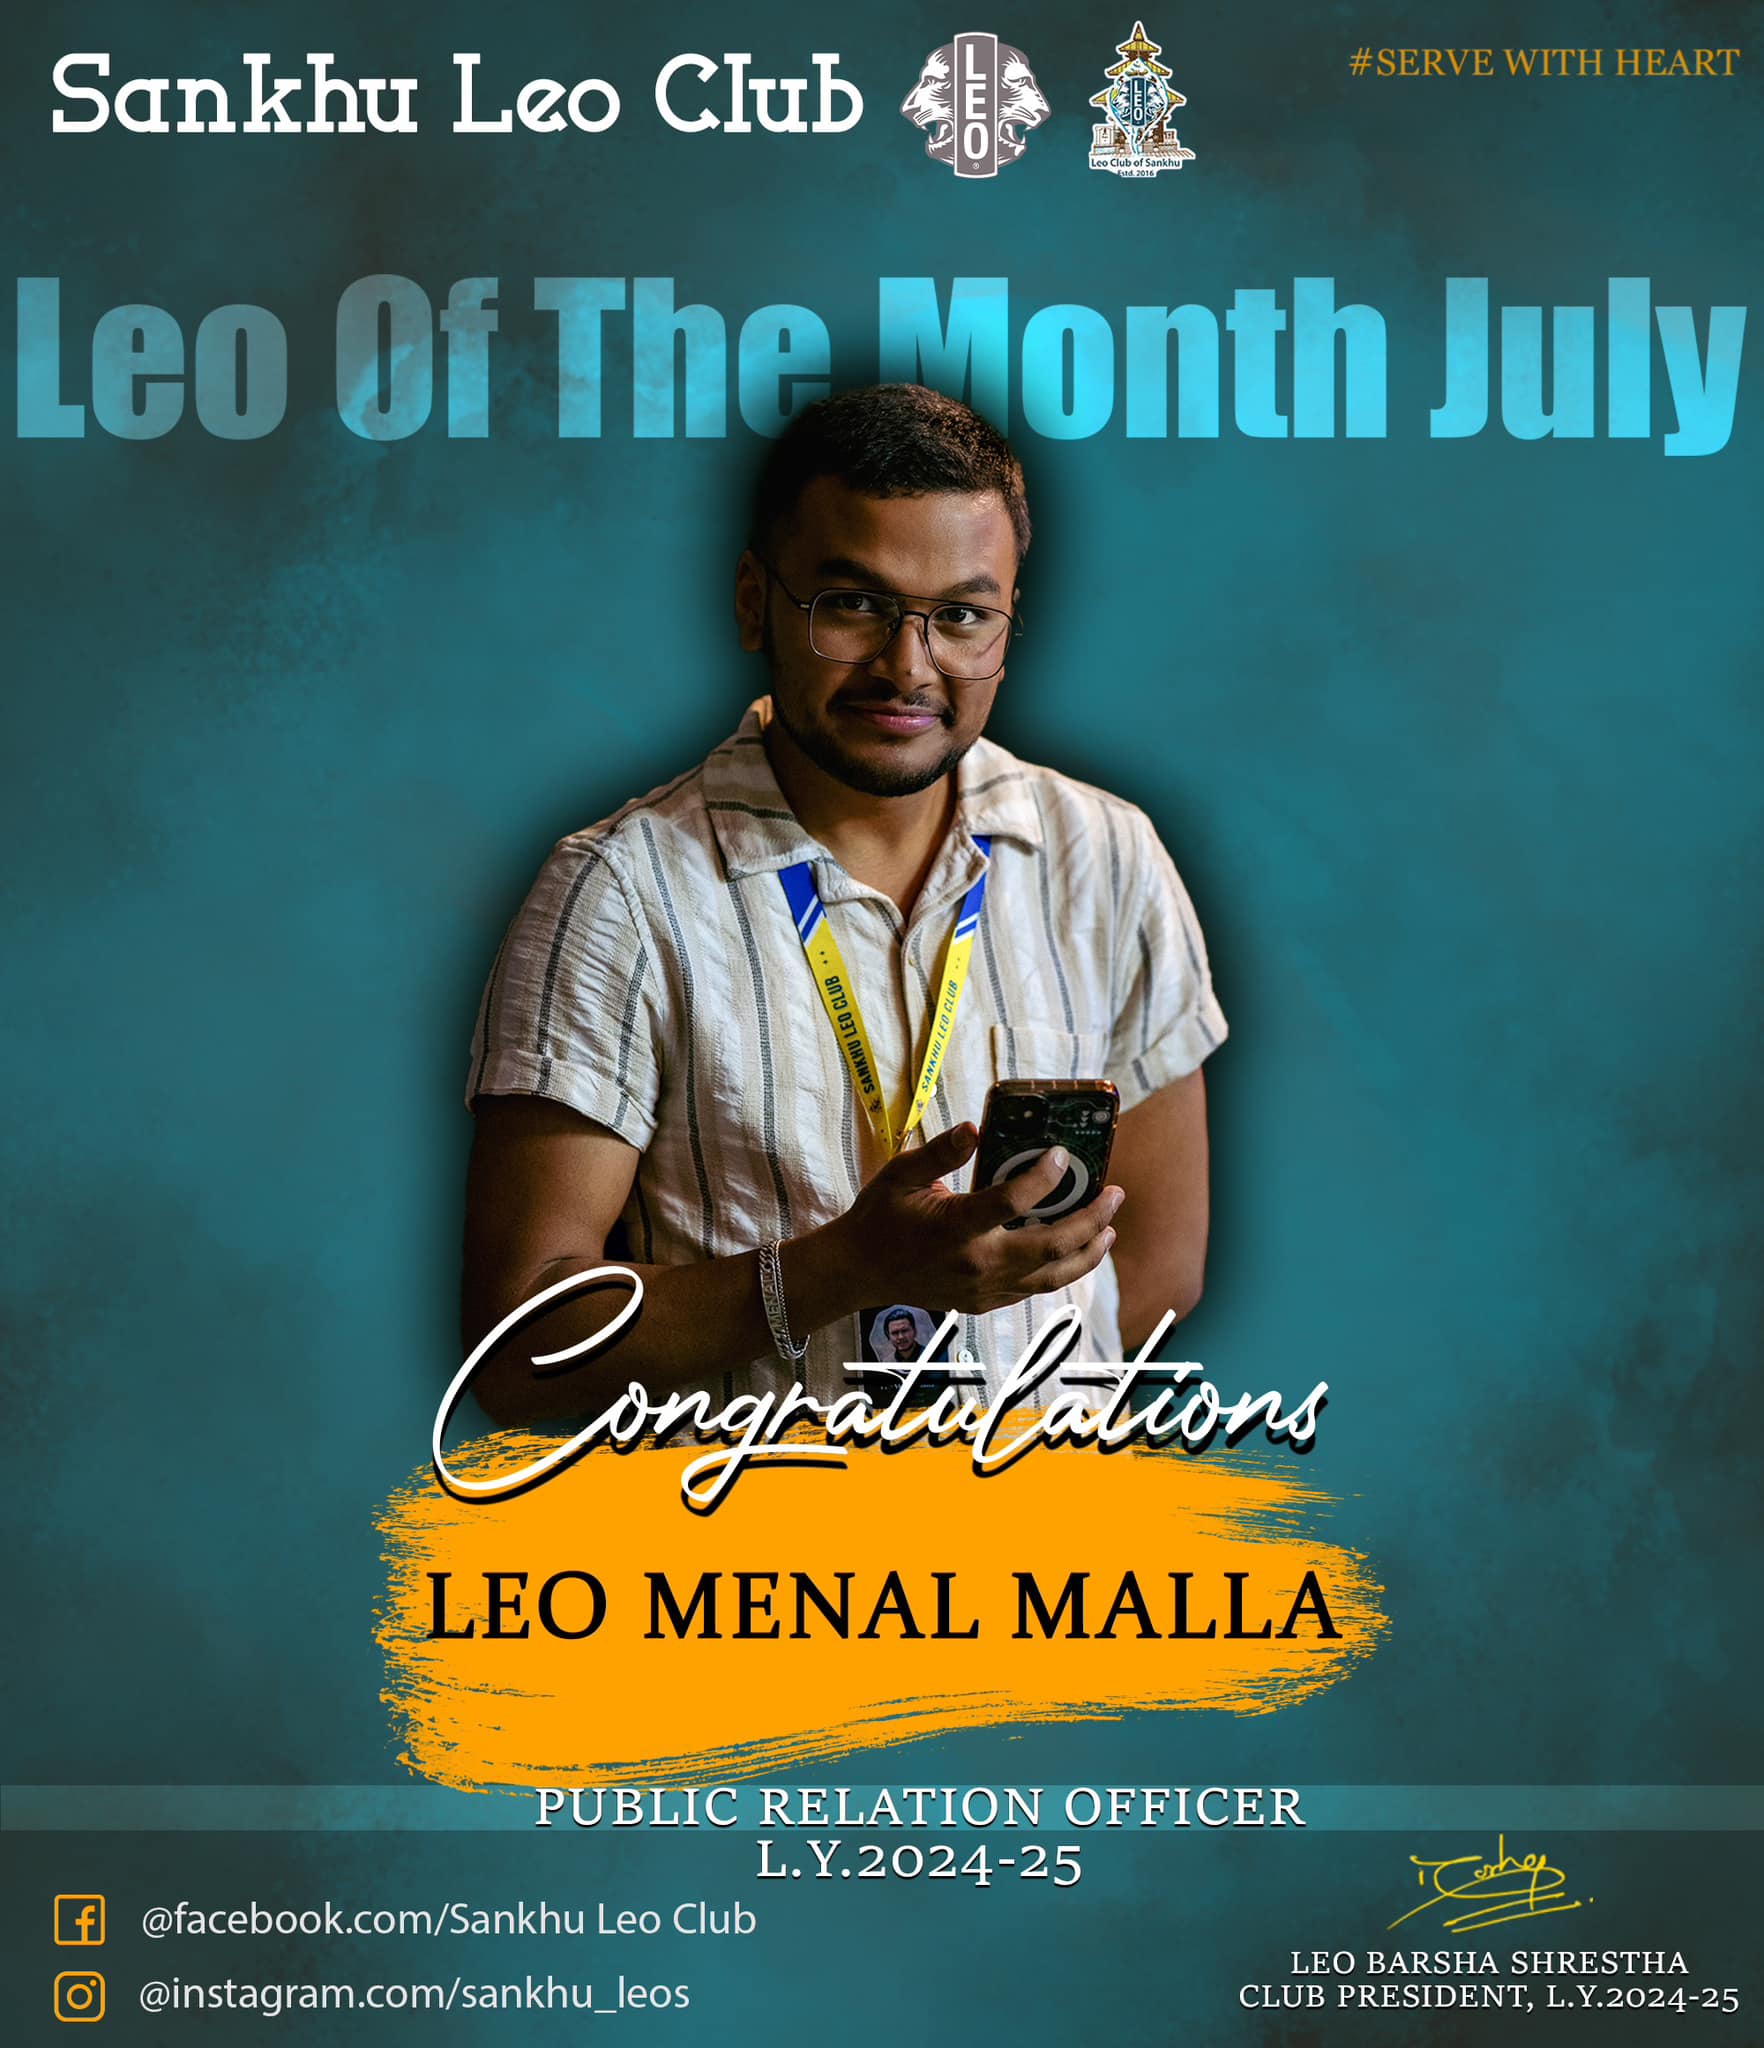 Sankhu Leo Club
LEO
®
LEO
Leo Club of Sankhu
Estd. 2016
#SERVE WITH HEART
Leo Of The Month July
SANKHU LEO CLUB
SANKHU LEO CLUB
MENAL
Congratulations
LEO MENAL MALLA
PUBLIC RELATION OFFICER
L.Y.2024-25
@facebook.com/Sankhu Leo Club
@instagram.com/sankhu_leos
LEO BARSHA SHRESTHA
CLUB PRESIDENT, L.Y.2024-25